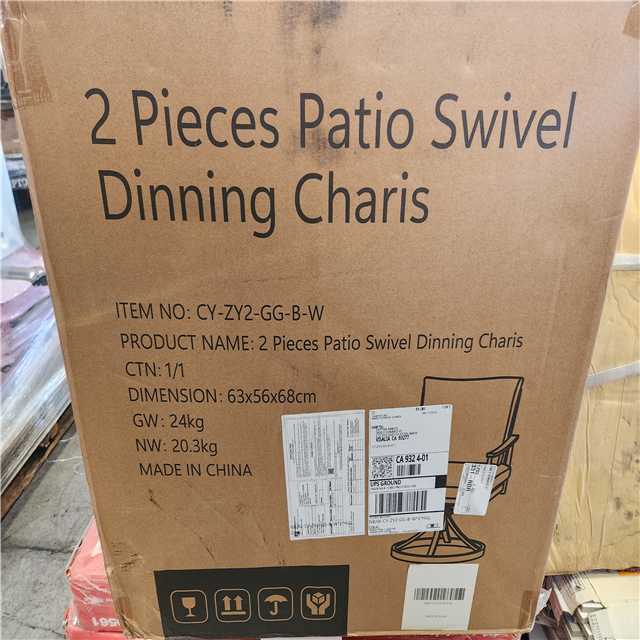 2 Pieces Patio Swivel
Dinning Charis
ITEM NO: CY-ZY2-GG-B-W
PRODUCT NAME: 2 Pieces Patio Swivel Dinning Charis
CTN: 1/1
DIMENSION: 63x56x68cm
GW: 24kg
NW: 20.3kg
MADE IN CHINA
VISALIA CA 93277
CA 932 4-01
UPS GROUND